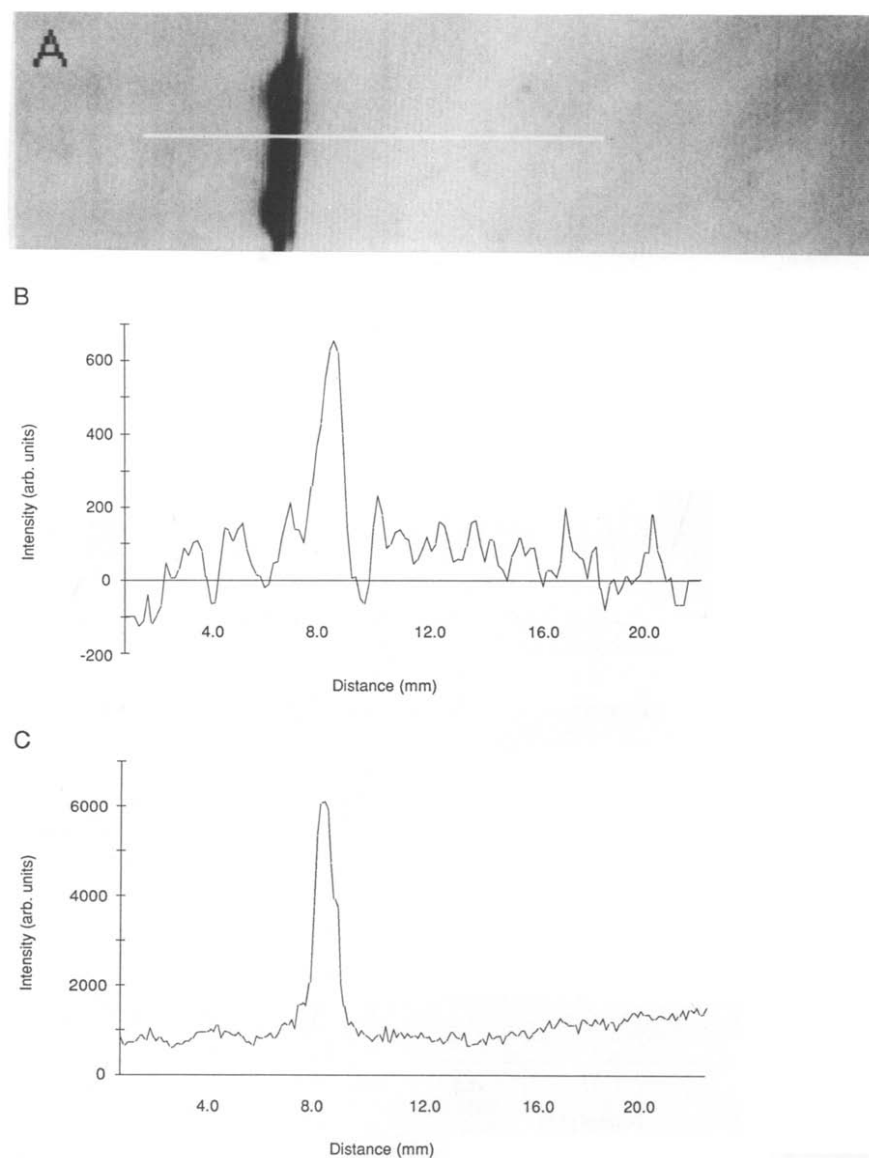 A
B
600
400
200
0
-200
Intensity (arb. units)
4.0 8.0 12.0 16.0 20.0
Distance (mm)
C
6000
4000
2000
0
Intensity (arb. units)
4.0 8.0 12.0 16.0 20.0
Distance (mm)